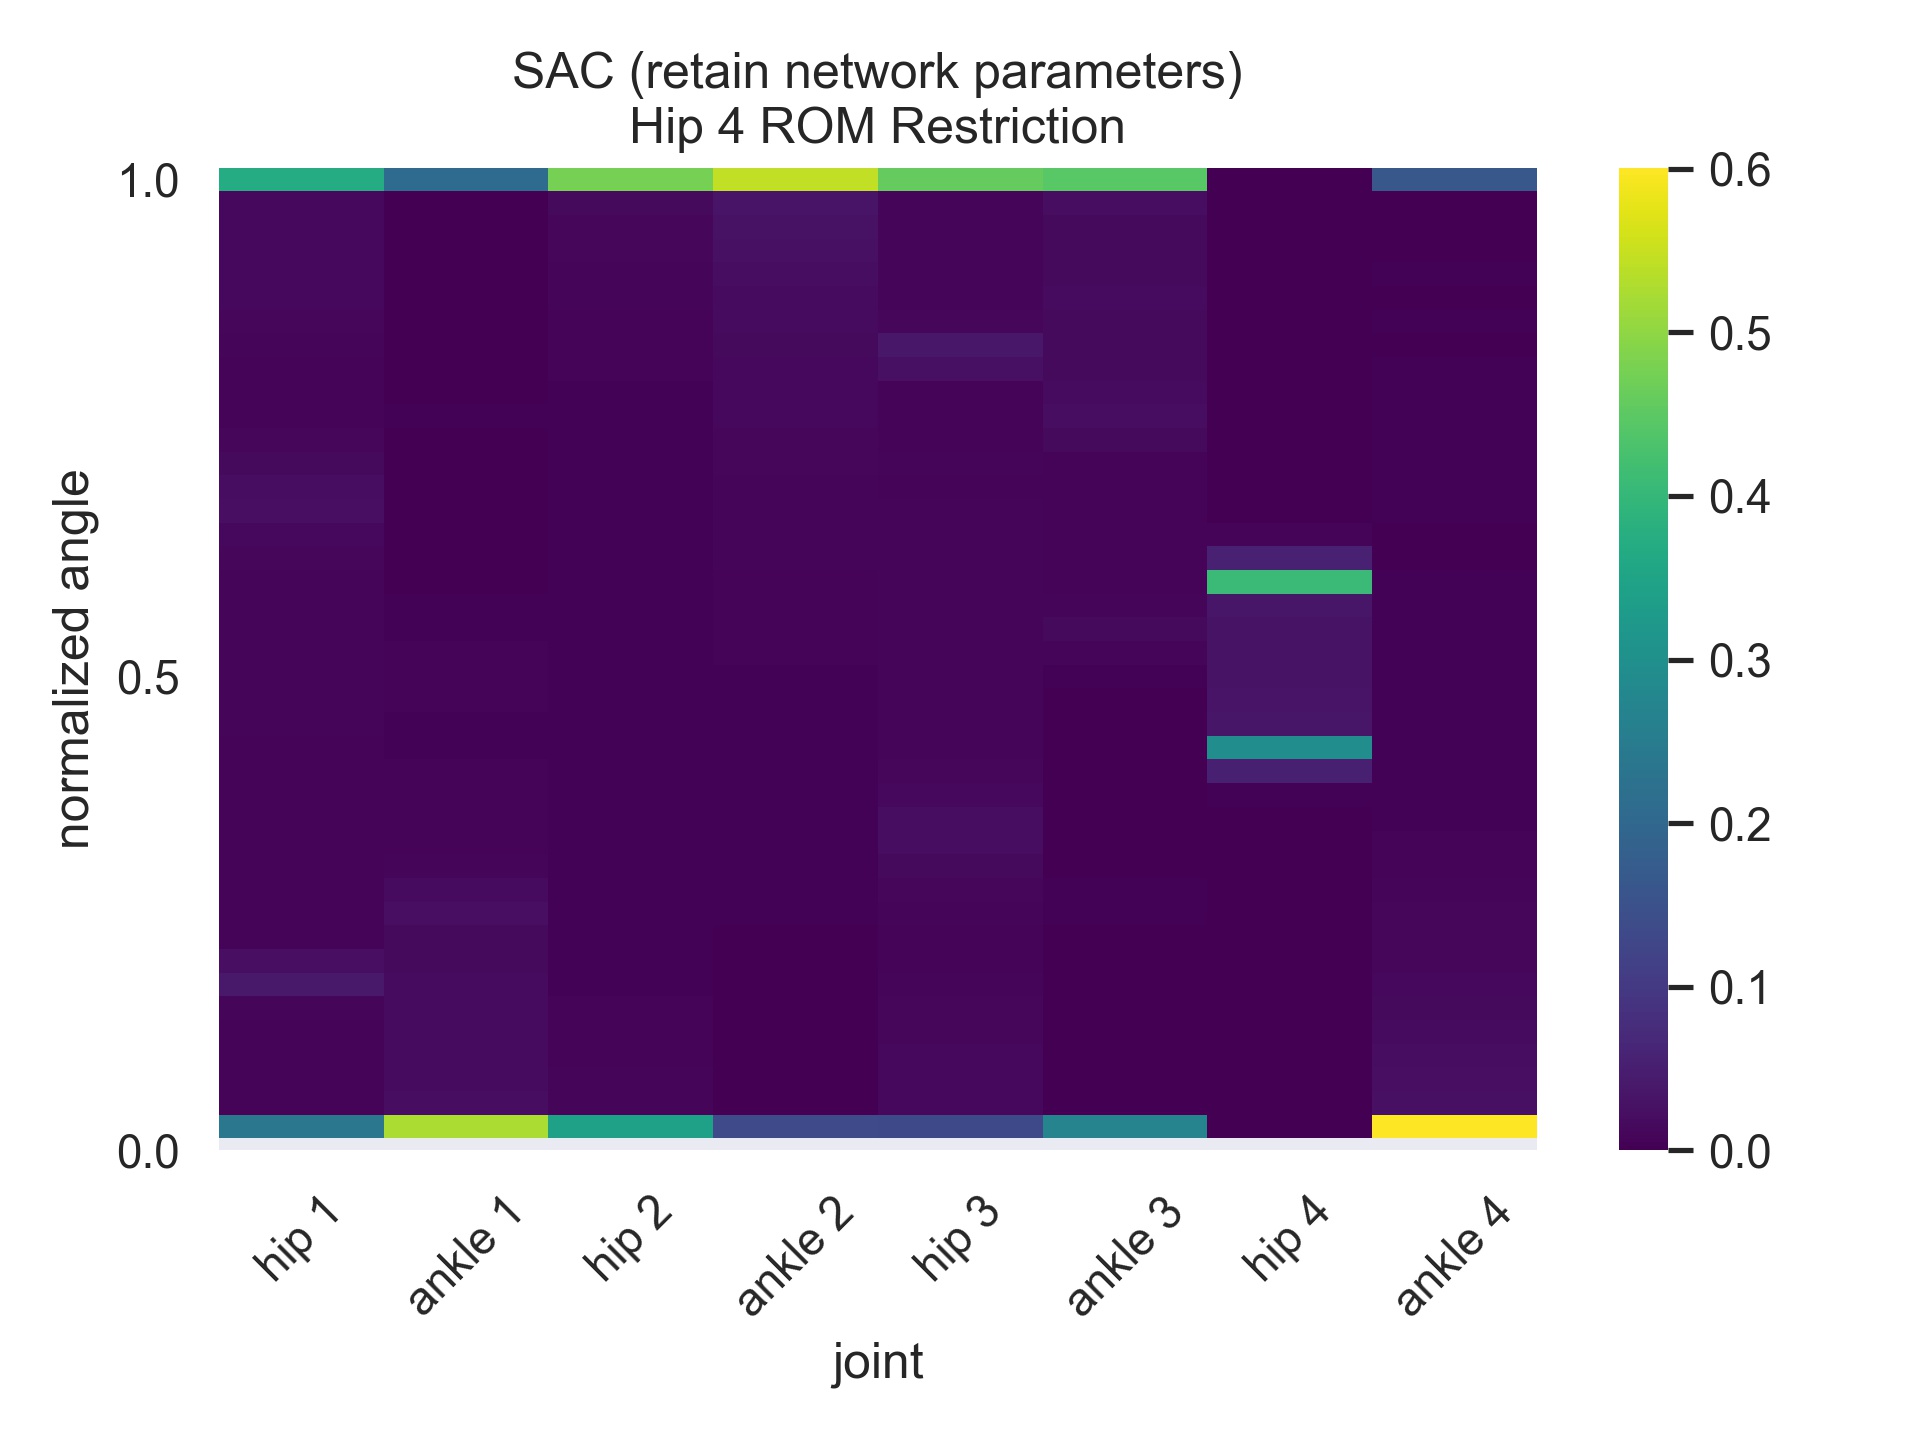 SAC (retain network parameters)
Hip 4 ROM Restriction
1.0
0.5
0.0
normalized angle
hip 1
ankle 1
hip 2
ankle 2
hip 3
ankle 3
hip 4
ankle 4
joint
0.6
0.5
0.4
0.3
0.2
0.1
0.0